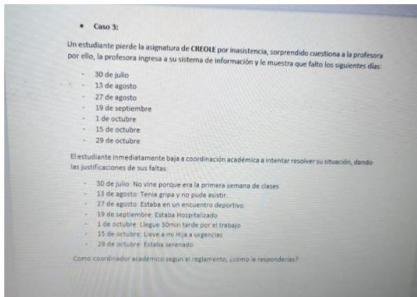 • Caso 3:
Un estudiante pierde la asignatura de CREOLE por inasistencia, sorprendido cuestiona a la profesora
por ello, la profesora ingresa a su sistema de información y le muestra que falto los siguientes días:
- 30 de julio
- 13 de agosto
- 27 de agosto
- 19 de septiembre
- 1 de octubre
- 15 de octubre
- 29 de octubre
El estudiante inmediatamente baja a coordinación académica a intentar resolver su situación, dando
las justificaciones de sus faltas:
- 30 de julio: No vine porque era la primera semana de clases
- 13 de agosto: Tenía gripa y no pude asistir.
- 27 de agosto: Estaba en un encuentro deportivo.
- 19 de septiembre: Estaba Hospitalizado
- 1 de octubre: Llegue 50min tarde por el trabajo
- 15 de octubre: Lleve a mi Hija a urgencias
- 29 de octubre: Estaba serenado
Como coordinador académico según el reglamento, ¿cómo le responderías?